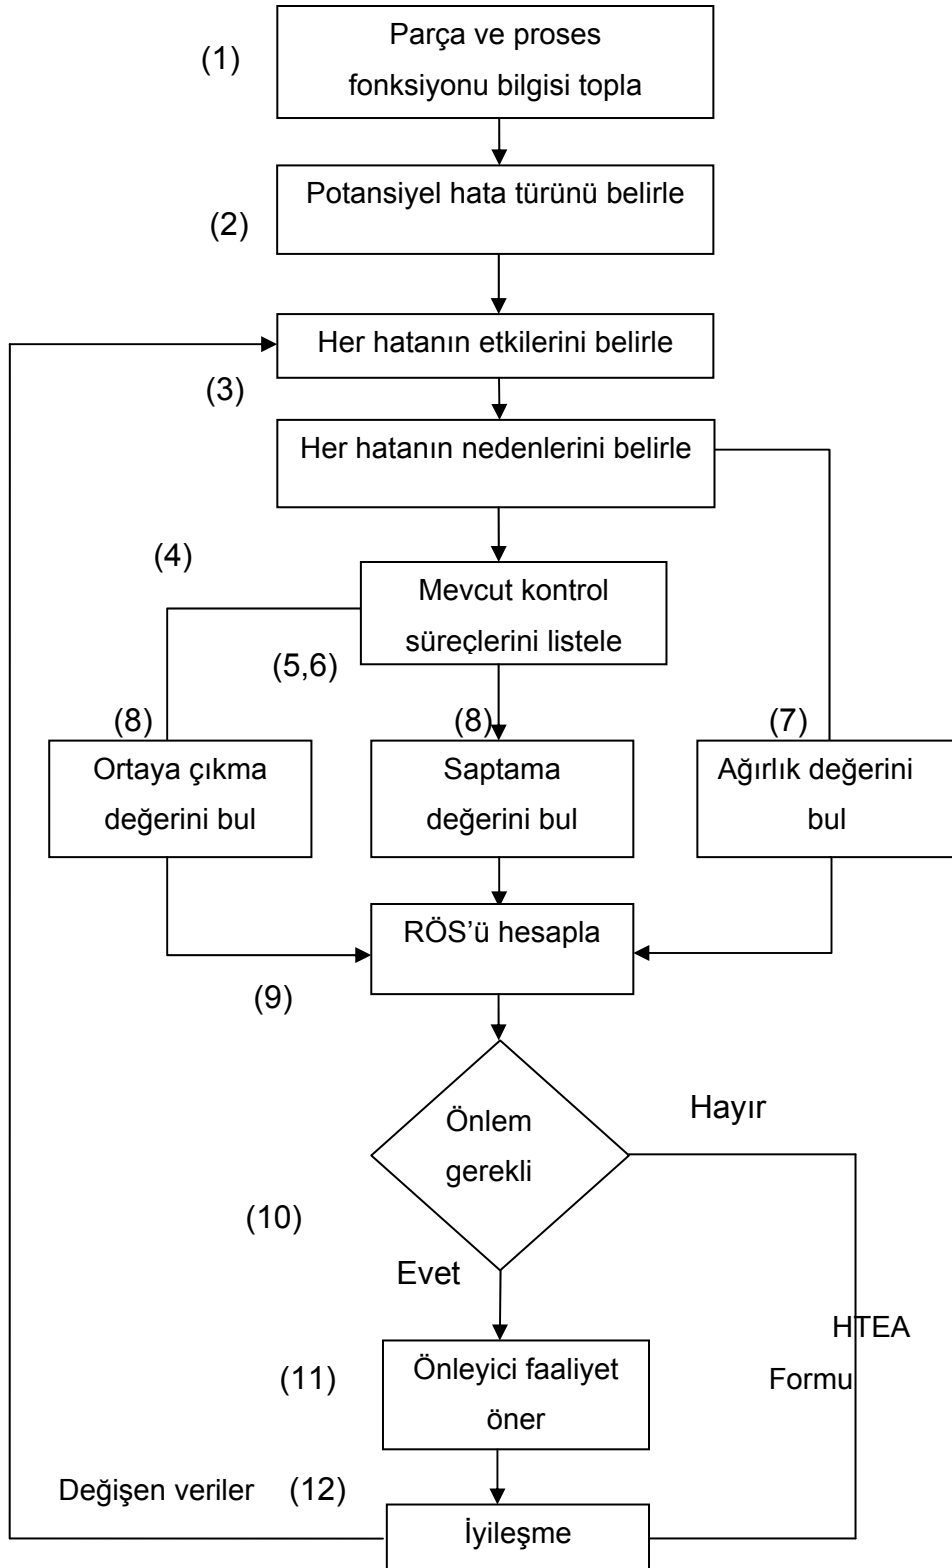 (1)
Parça ve proses
fonksiyonu bilgisi topla
Potansiyel hata türünü belirle
(2)
Her hatanın etkilerini belirle
(3)
Her hatanın nedenlerini belirle
(4)
Mevcut kontrol
süreçlerini listele
(5,6)
(8)
(8)
(7)
Ortaya çıkma
değerini bul
Saptama
değerini bul
Ağırlık değerini
bul
RÖS’ü hesapla
(9)
Hayır
Önlem
gerekli
(10)
Evet
HTEA
Formu
(11)
Önleyici faaliyet
öner
Değişen veriler
(12)
İyileşme